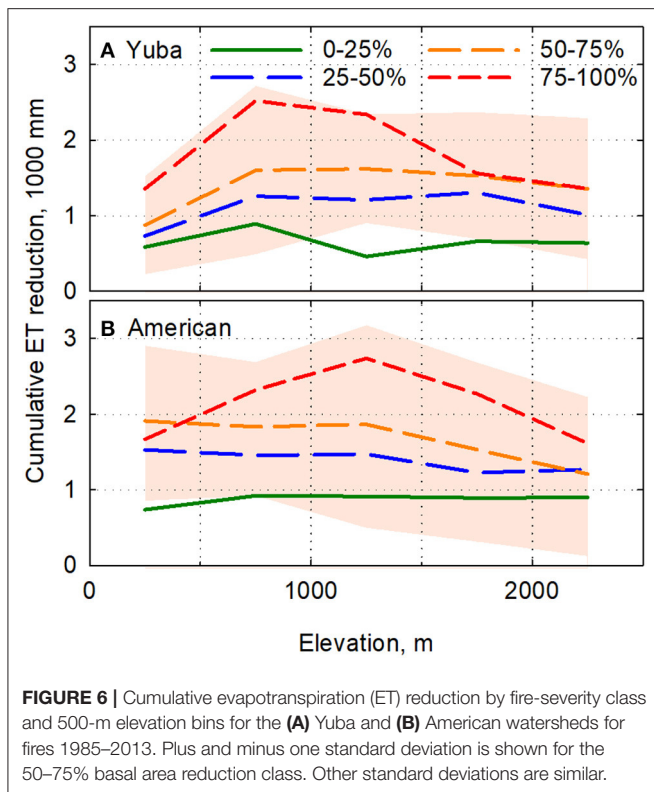 A Yuba
0-25%
50-75%
25-50%
75-100%
3
2
1
0
B American
3
2
1
0
Cumulative ET reduction, 1000 mm
0
1000
2000
Elevation, m
FIGURE 6 | Cumulative evapotranspiration (ET) reduction by fire-severity class
and 500-m elevation bins for the (A) Yuba and (B) American watersheds for
fires 1985–2013. Plus and minus one standard deviation is shown for the
50–75% basal area reduction class. Other standard deviations are similar.